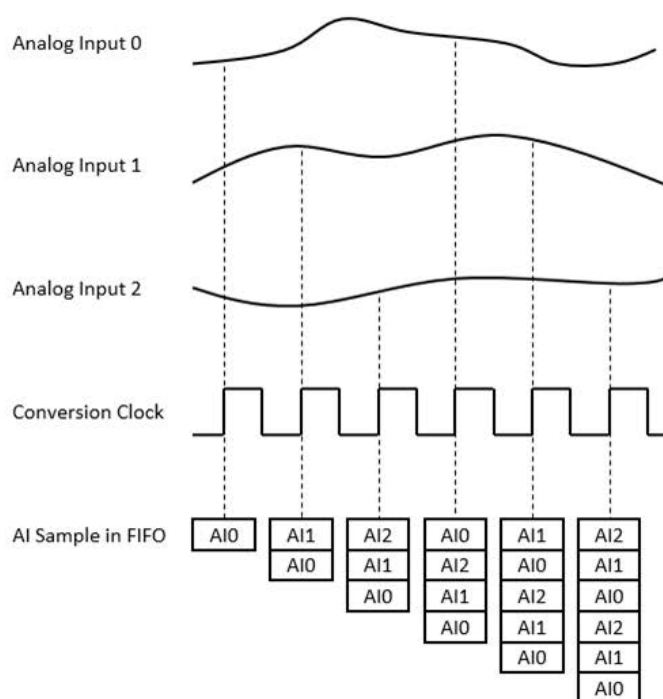 Analog Input 0
Analog Input 1
Analog Input 2
Conversion Clock
AI Sample in FIFO
AI0 AI1 AI2 AI0 AI1 AI2
AI0 AI1 AI2 AI0 AI1
AI0 AI1 AI2 AI0
AI0 AI1 AI2
AI0 AI1
AI0